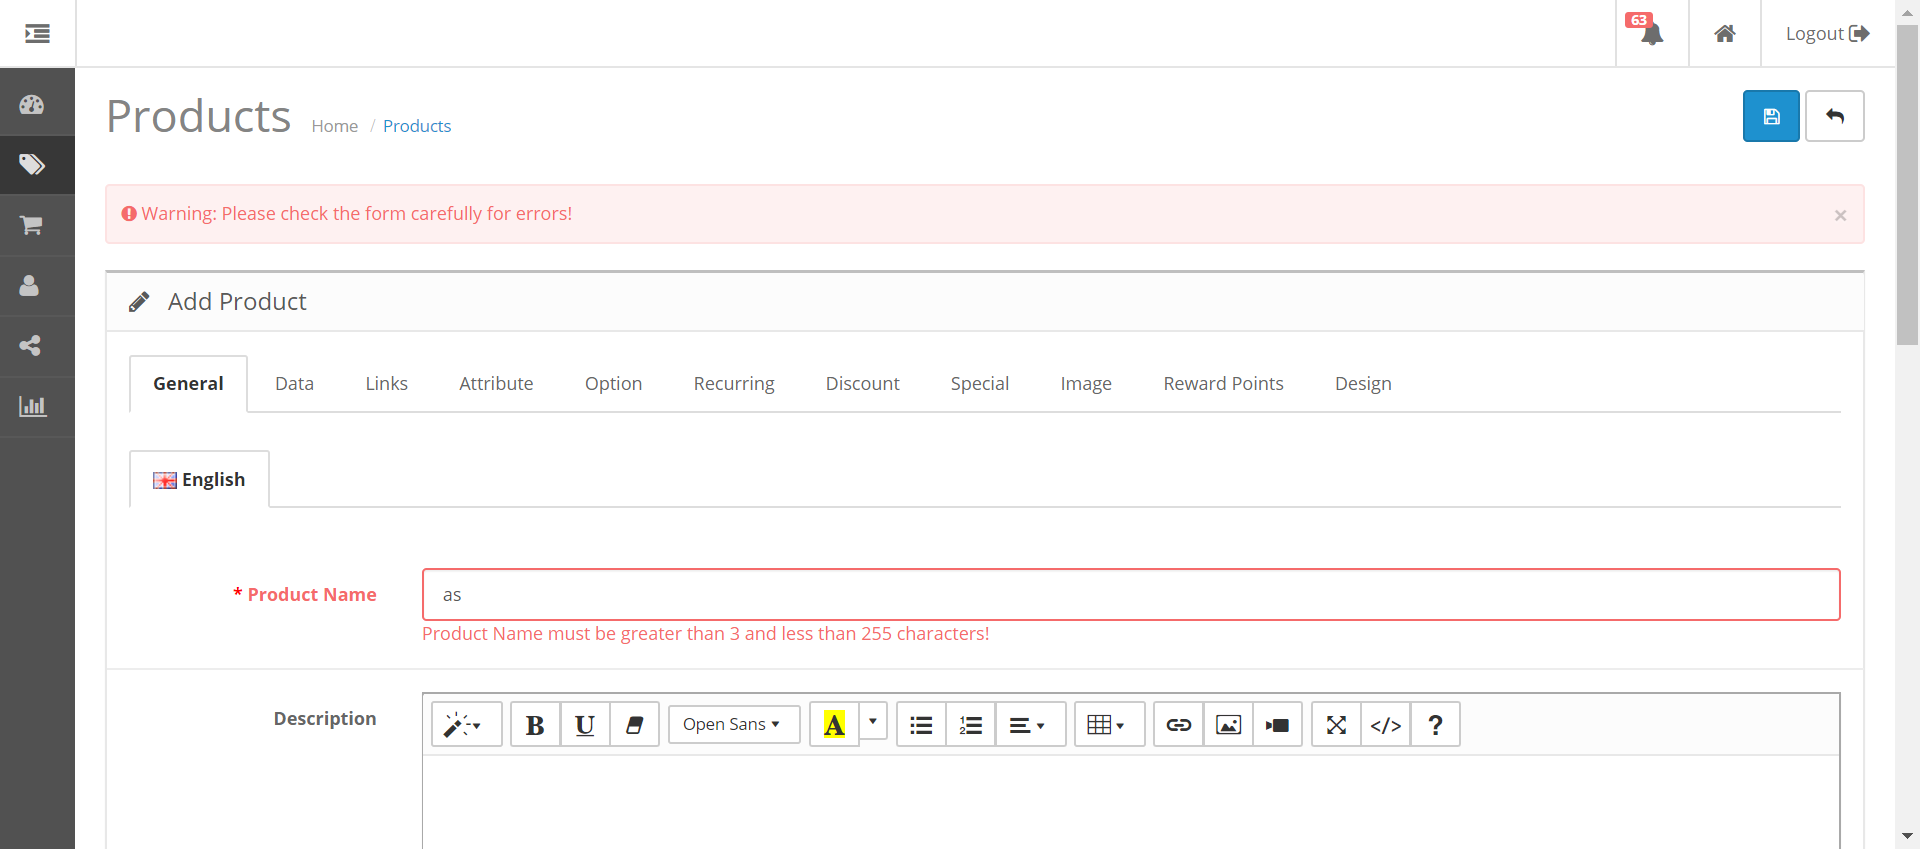 63
Logout
Products Home / Products
Warning: Please check the form carefully for errors!
×
Add Product
General Data Links Attribute Option Recurring Discount Special Image Reward Points Design
English
* Product Name as
Product Name must be greater than 3 and less than 255 characters!
Description
B U Open Sans A </> ?